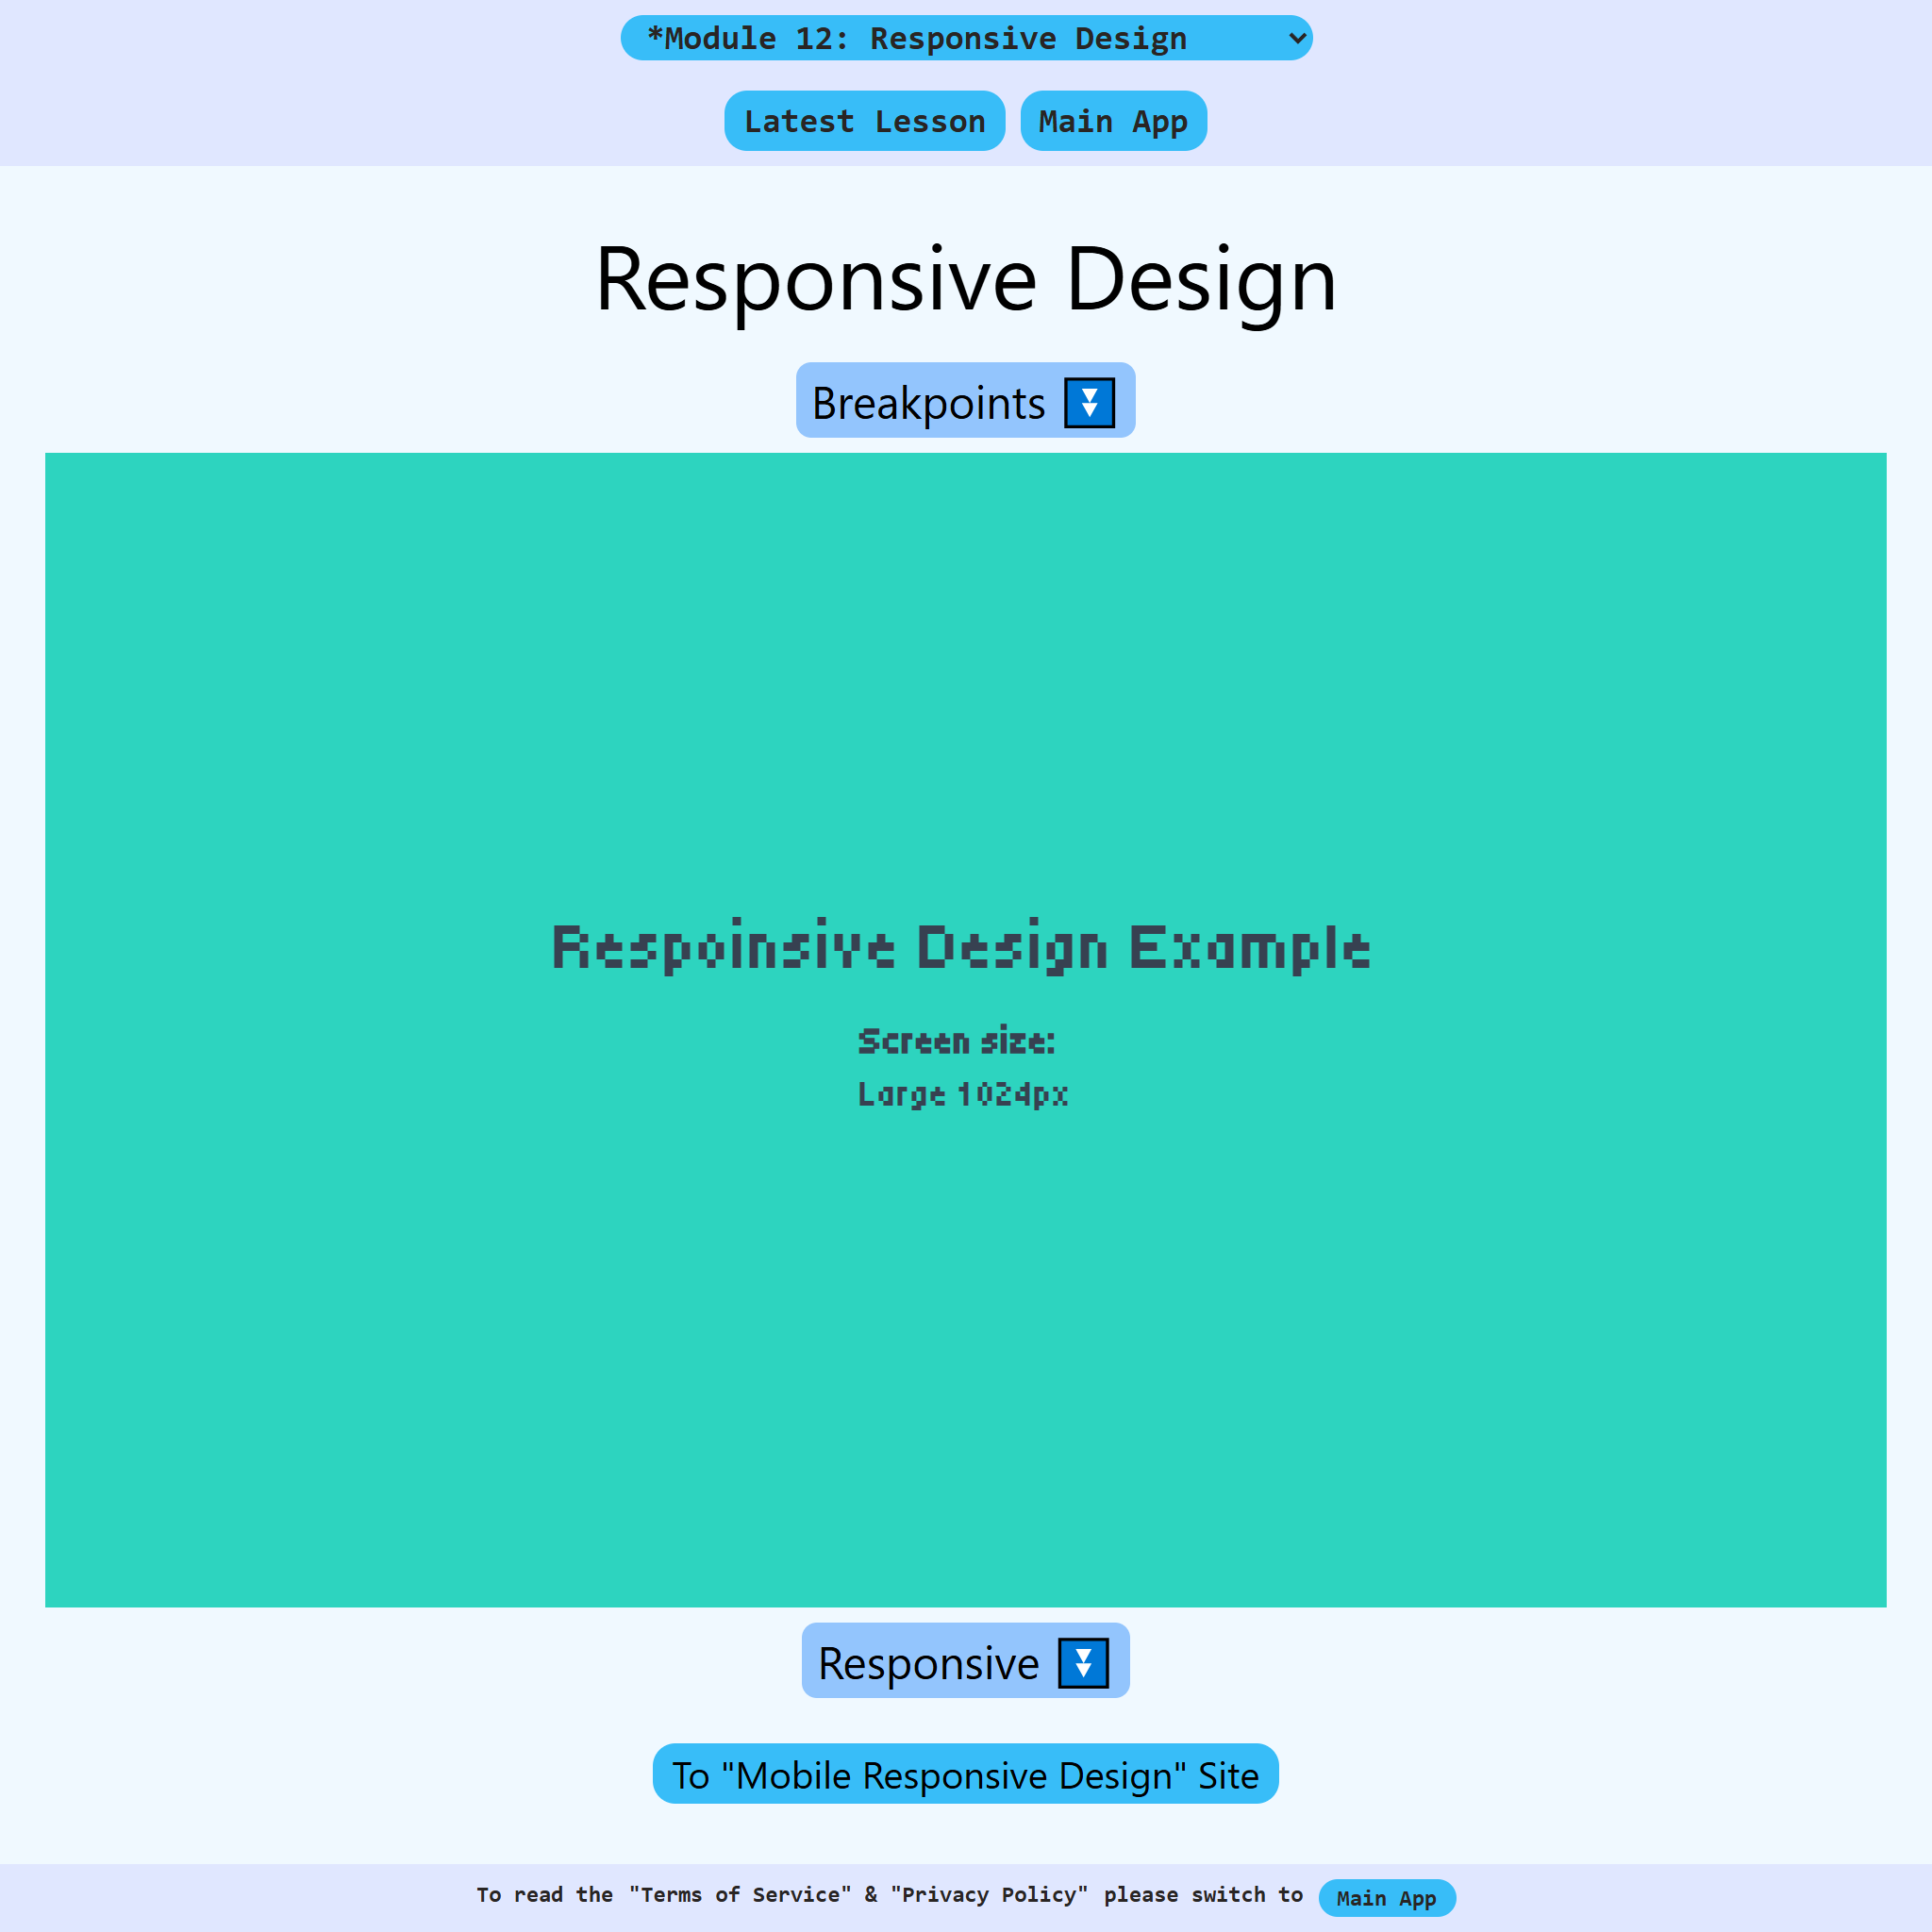 *Module 12: Responsive Design
Latest Lesson
Main App
Responsive Design
Breakpoints
Respoinsive Design Example
Screen size:
Large 1024px
Responsive
To "Mobile Responsive Design" Site
To read the "Terms of Service" & "Privacy Policy" please switch to Main App